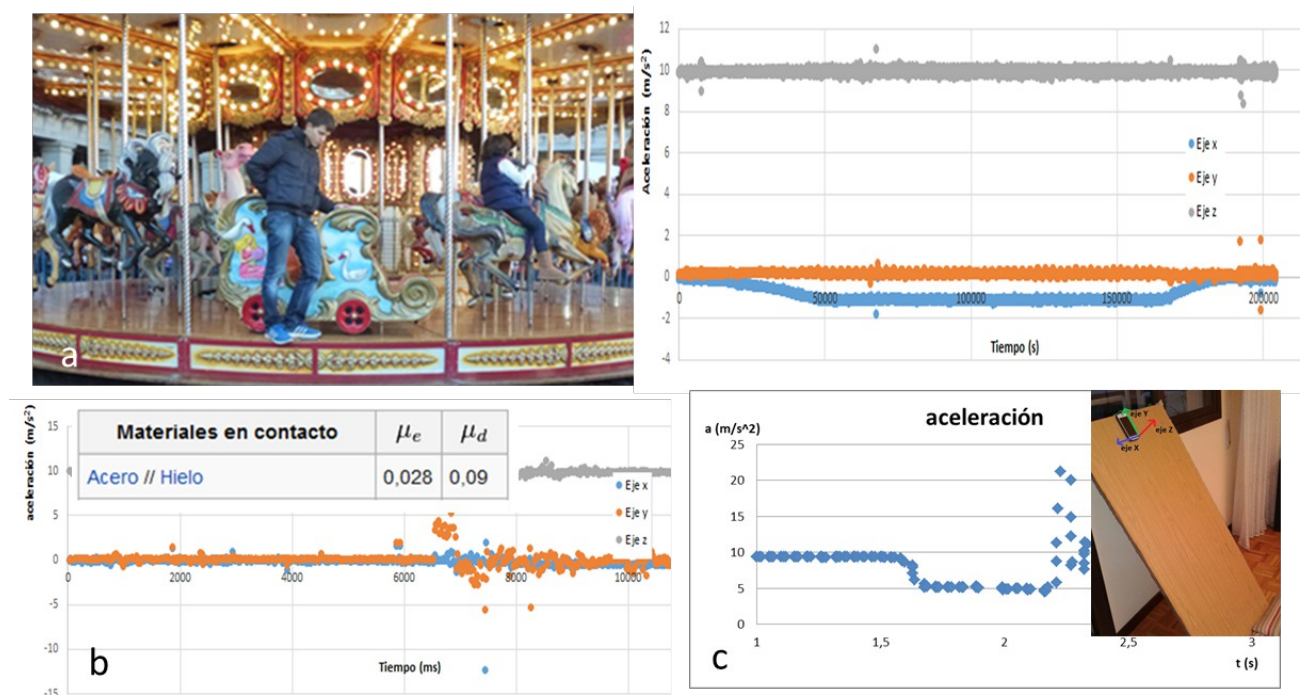 a
Aceleración (m/s²)
12
10
8
6
4
2
0
-2
-4
0
50000
100000
150000
200000
Eje x
Eje y
Eje z
Tiempo (s)
b
aceleración (m/s²)
15
10
5
0
-5
-10
-15
Materiales en contacto μe μd
Acero // Hielo 0,028 0,09
Eje x
Eje y
Eje z
0 2000 4000 6000 8000 10000
Tiempo (ms)
c
aceleración
a (m/s^2)
25
20
15
10
5
0
1 1,5 2 2,5 3
t (s)
eje Y
eje Z
eje X